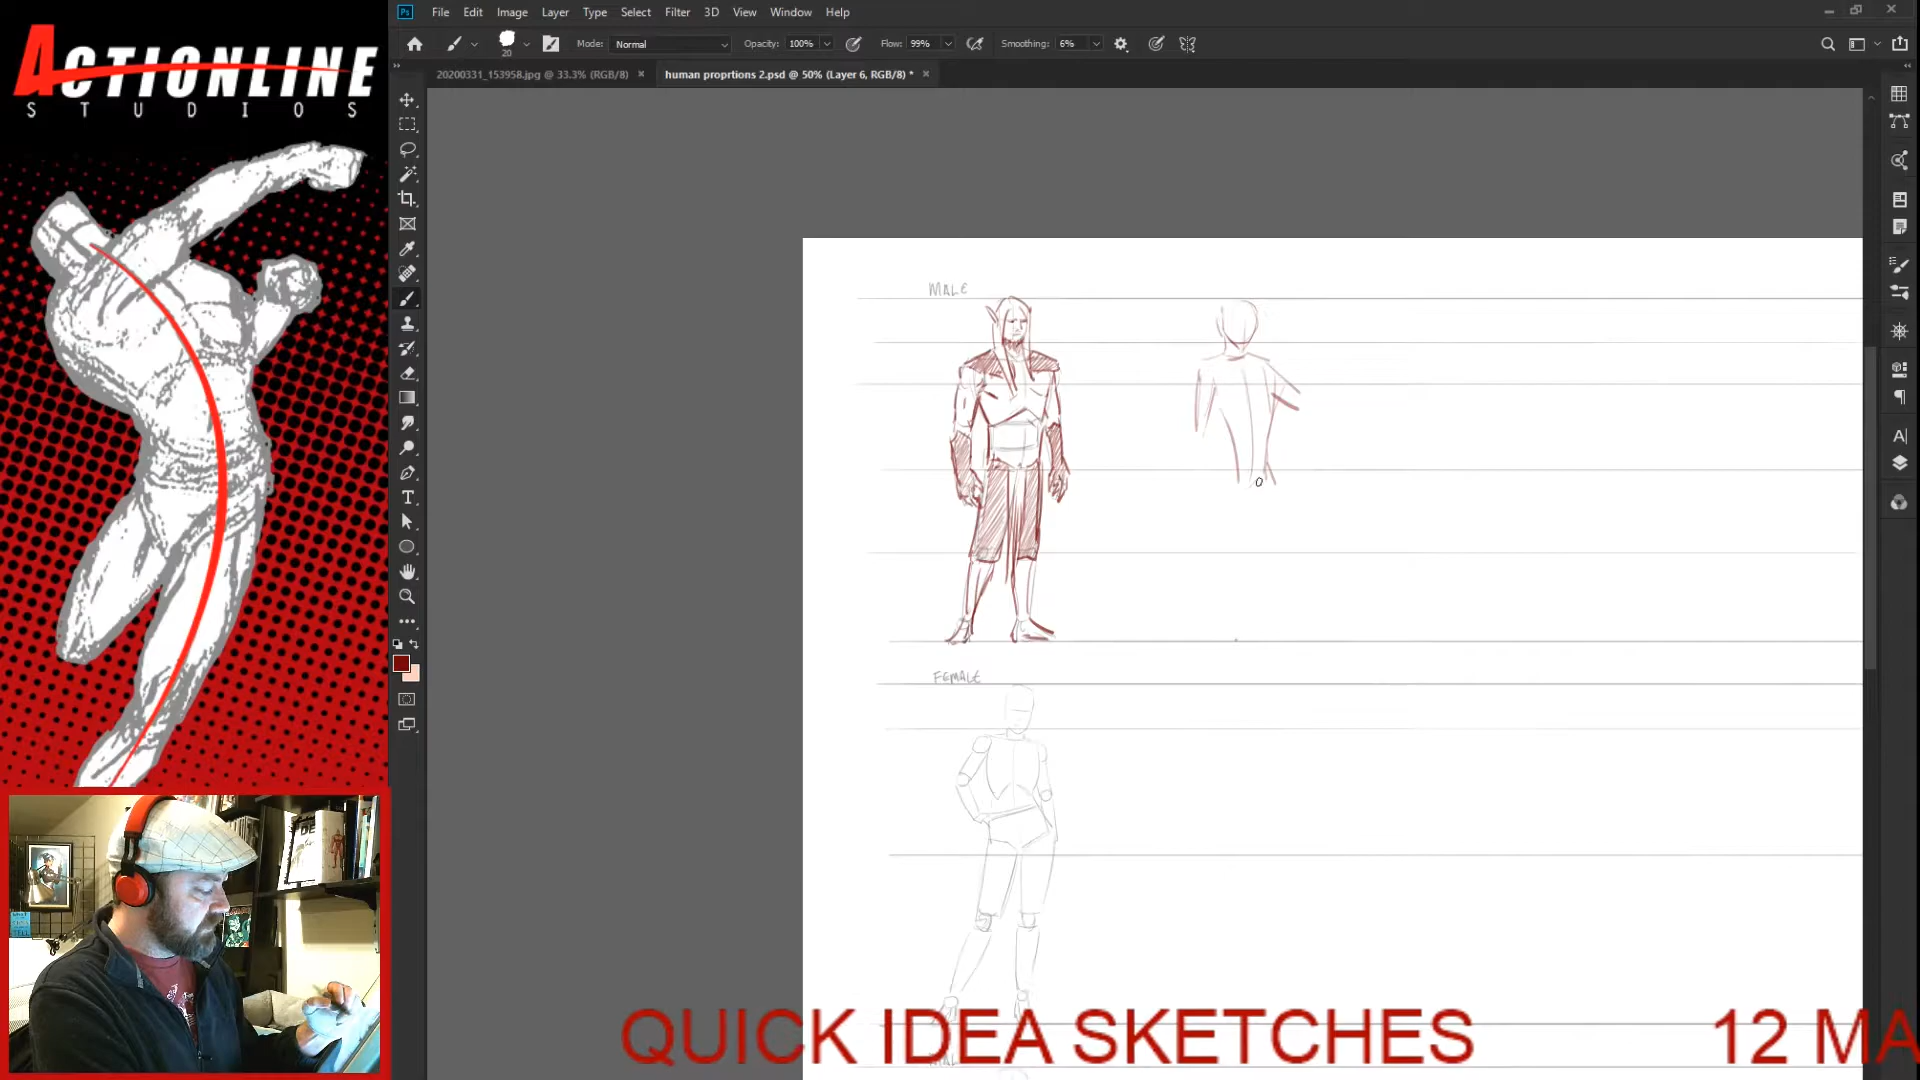 ACTIONLINE
STUDIOS
Ps File Edit Image Layer Type Select Filter 3D View Window Help
20 Mode: Normal Opacity: 100% Flow: 99% Smoothing: 6%
20200331_153958.jpg @ 33.3% (RGB/8) × human proprtions 2.psd @ 50% (Layer 6, RGB/8) * ×
MALE
FEMALE
QUICK IDEA SKETCHES 12 MA